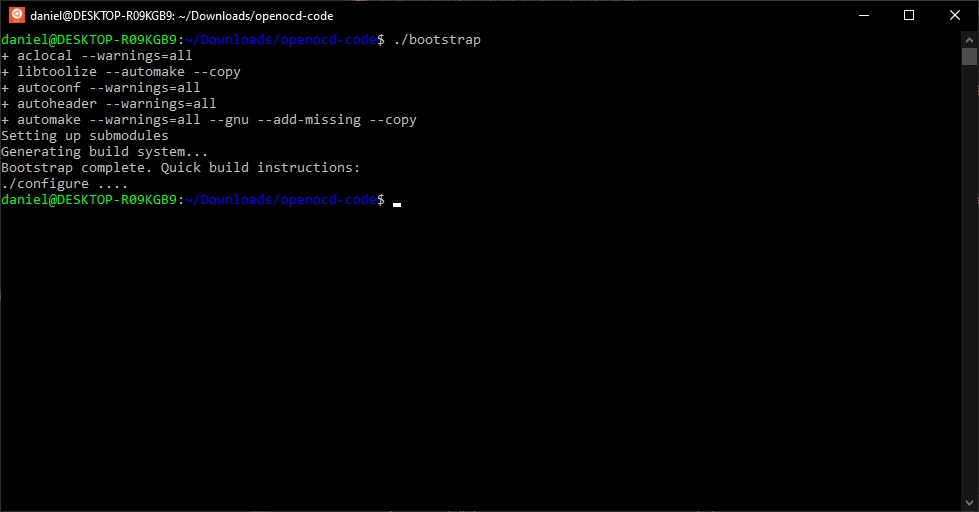 daniel@DESKTOP-R09KGB9: ~/Downloads/openocd-code
daniel@DESKTOP-R09KGB9:~/Downloads/openocd-code$ ./bootstrap
+ aclocal --warnings=all
+ libtoolize --automake --copy
+ autoconf --warnings=all
+ autoheader --warnings=all
+ automake --warnings=all --gnu --add-missing --copy
Setting up submodules
Generating build system...
Bootstrap complete. Quick build instructions:
./configure ....
daniel@DESKTOP-R09KGB9:~/Downloads/openocd-code$